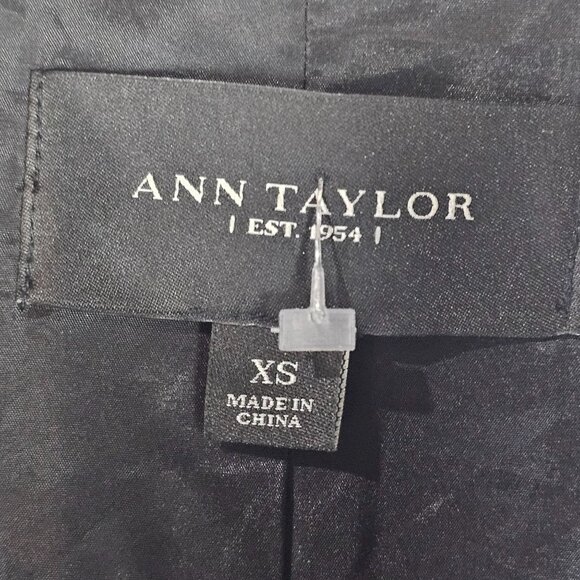 ANN TAYLOR
| EST. 1954 |
XS
MADE IN
CHINA